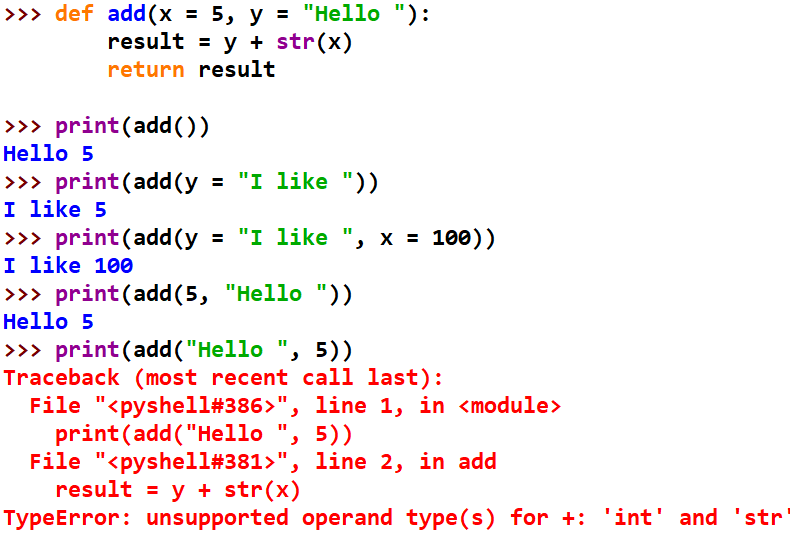 >>> def add(x = 5, y = "Hello "):
        result = y + str(x)
        return result
>>> print(add())
Hello 5
>>> print(add(y = "I like "))
I like 5
>>> print(add(y = "I like ", x = 100))
I like 100
>>> print(add(5, "Hello "))
Hello 5
>>> print(add("Hello ", 5))
Traceback (most recent call last):
  File "<pyshell#386>", line 1, in <module>
    print(add("Hello ", 5))
  File "<pyshell#381>", line 2, in add
    result = y + str(x)
TypeError: unsupported operand type(s) for +: 'int' and 'str'